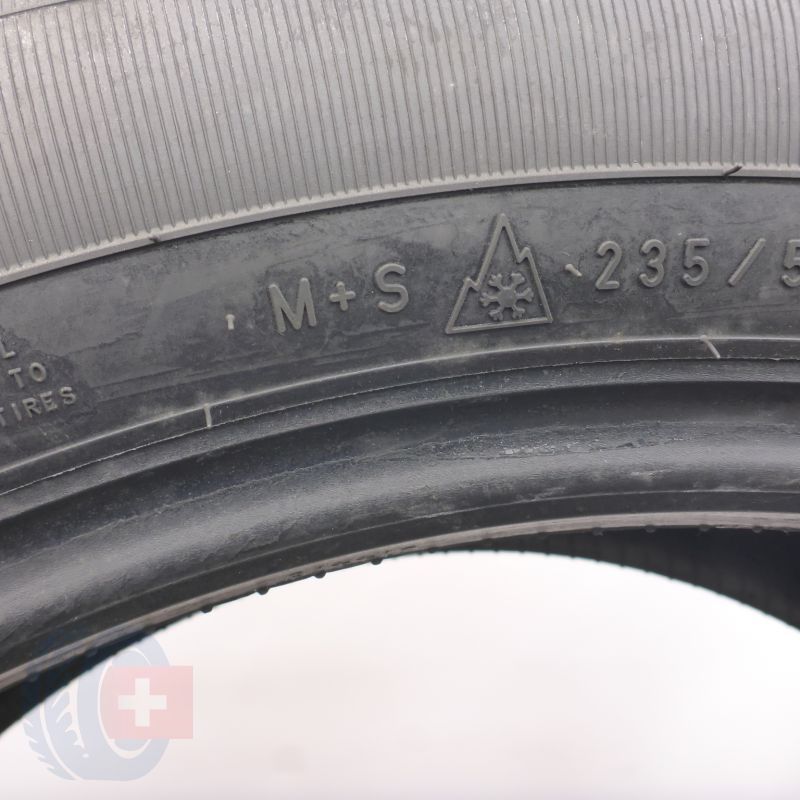 M+S 235/5
L
TO
TIRES